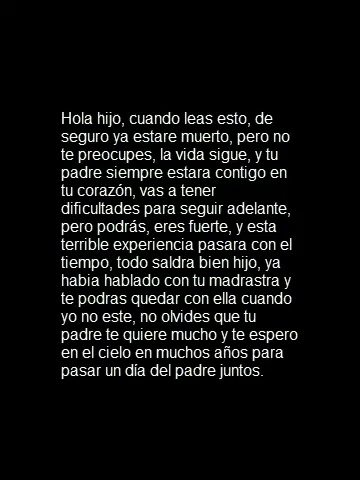 Hola hijo, cuando leas esto, de
seguro ya estare muerto, pero no
te preocupes, la vida sigue, y tu
padre siempre estara contigo en
tu corazón, vas a tener
dificultades para seguir adelante,
pero podrás, eres fuerte, y esta
terrible experiencia pasara con el
tiempo, todo saldra bien hijo, ya
habia hablado con tu madrastra y
te podras quedar con ella cuando
yo no este, no olvides que tu
padre te quiere mucho y te espero
en el cielo en muchos años para
pasar un día del padre juntos.